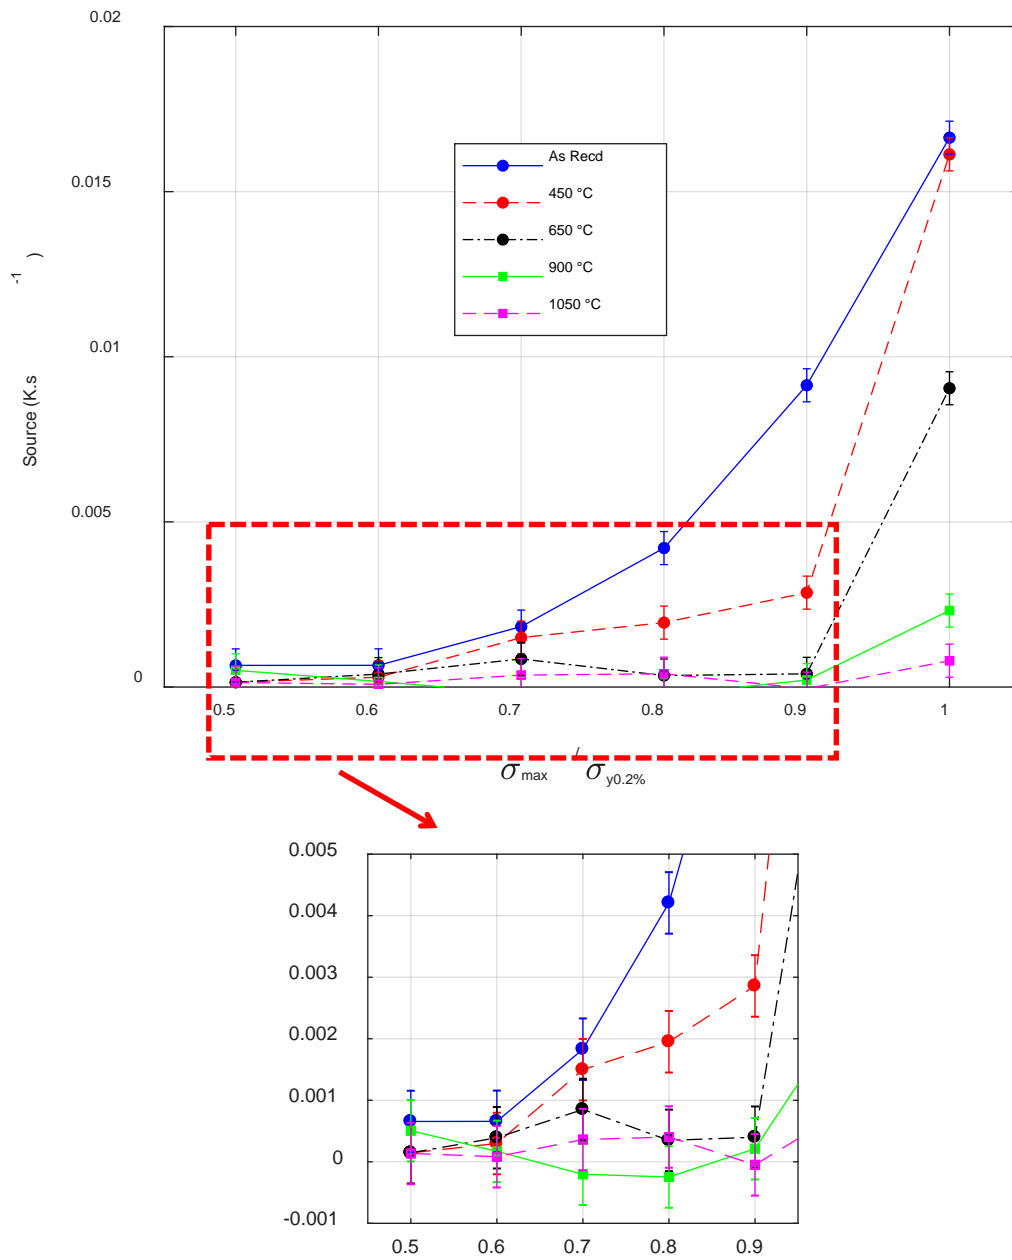 0.02
As Recd
450 °C
650 °C
900 °C
1050 °C
0.015
0.01
0.005
0
Source (K.s
-1
)
0.5 0.6 0.7 0.8 0.9 1
σmax / σy0.2%
0.005
0.004
0.003
0.002
0.001
0
-0.001
0.5 0.6 0.7 0.8 0.9